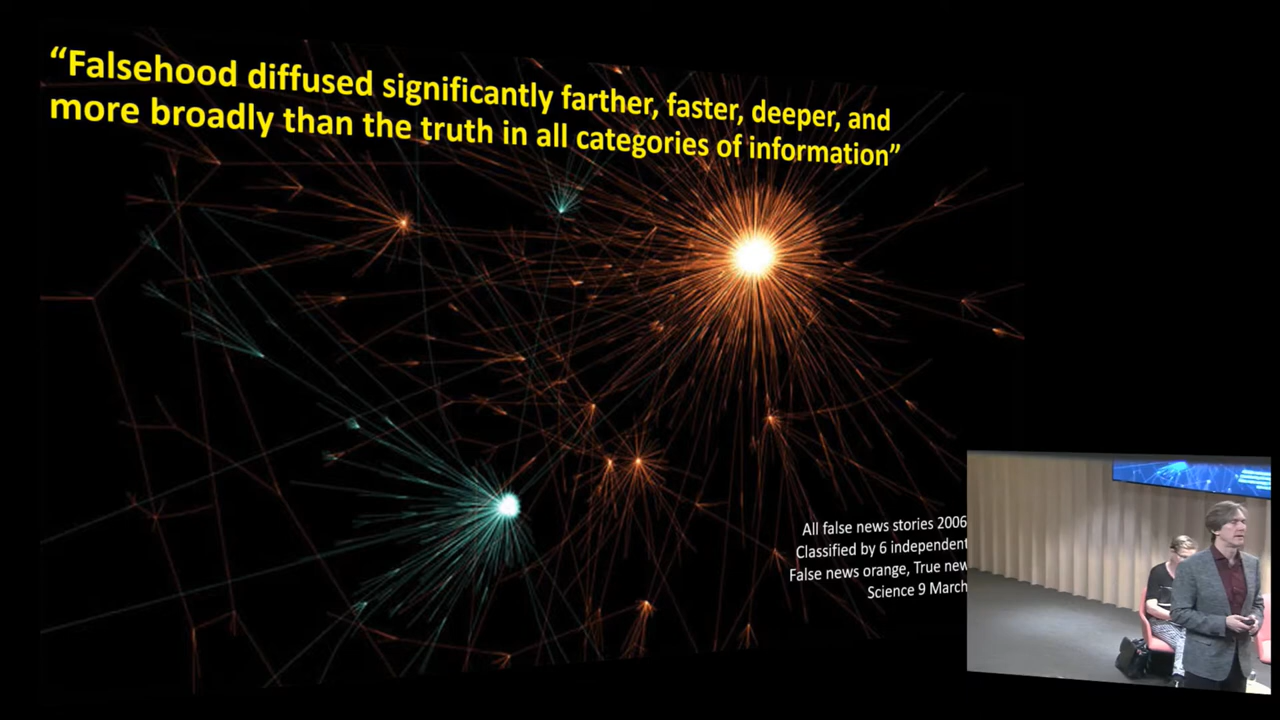 “Falsehood diffused significantly farther, faster, deeper, and
more broadly than the truth in all categories of information”
All false news stories 2006
Classified by 6 independent
False news orange, True new
Science 9 March